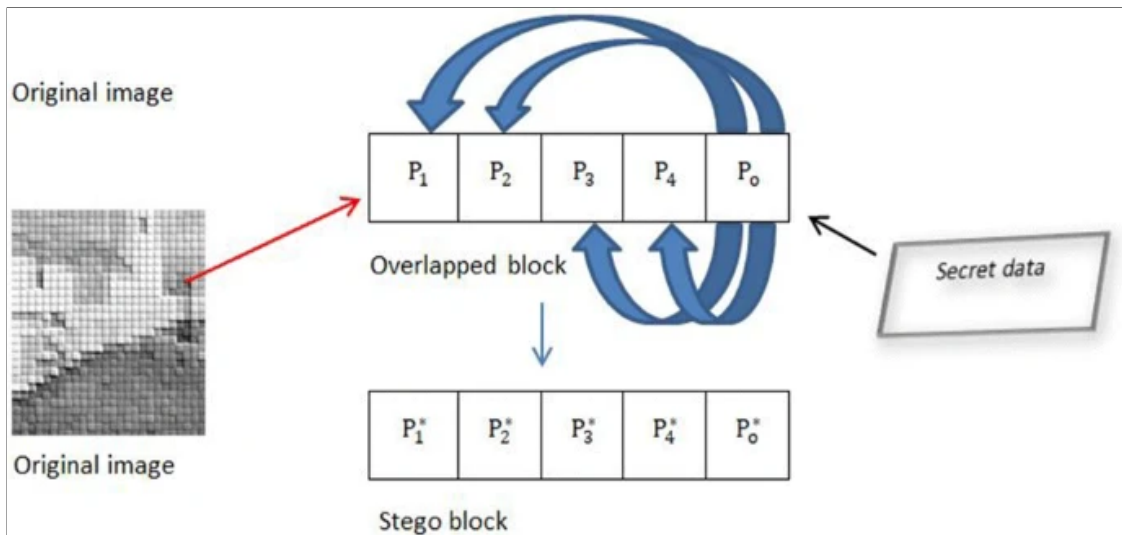 Original image
P₁ P₂ P₃ P₄ Pₒ
Overlapped block
Secret data
P₁* P₂* P₃* P₄* Pₒ*
Original image
Stego block